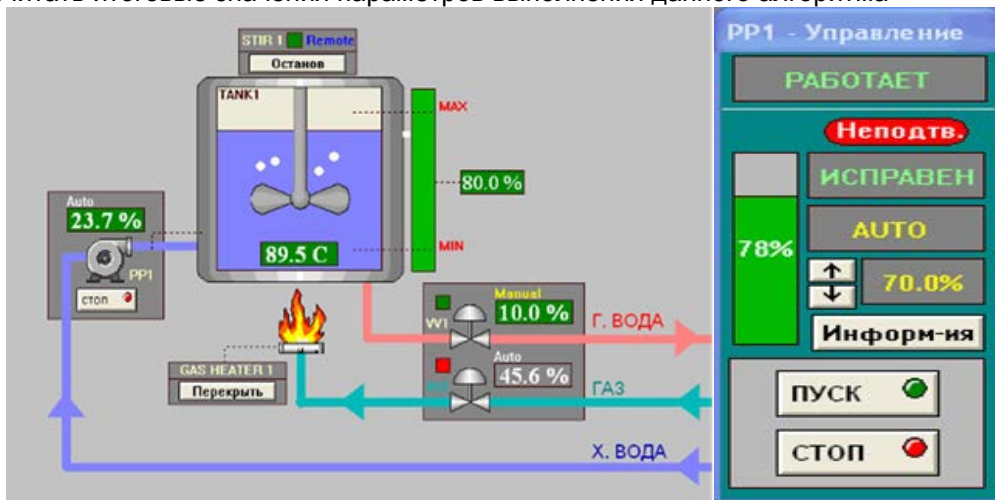 STIR 1 Remote
Останов
TANK1
MAX
80.0 %
MIN
89.5 C
Auto
23.7 %
PP1
стоп
Manual
10.0 %
VV1
Г. ВОДА
Auto
45.6 %
ГАЗ
GAS HEATER 1
Перекрыть
Х. ВОДА
PP1 - Управление
РАБОТАЕТ
Неподтв.
ИСПРАВЕН
AUTO
78%
70.0%
Информ-ия
ПУСК
СТОП